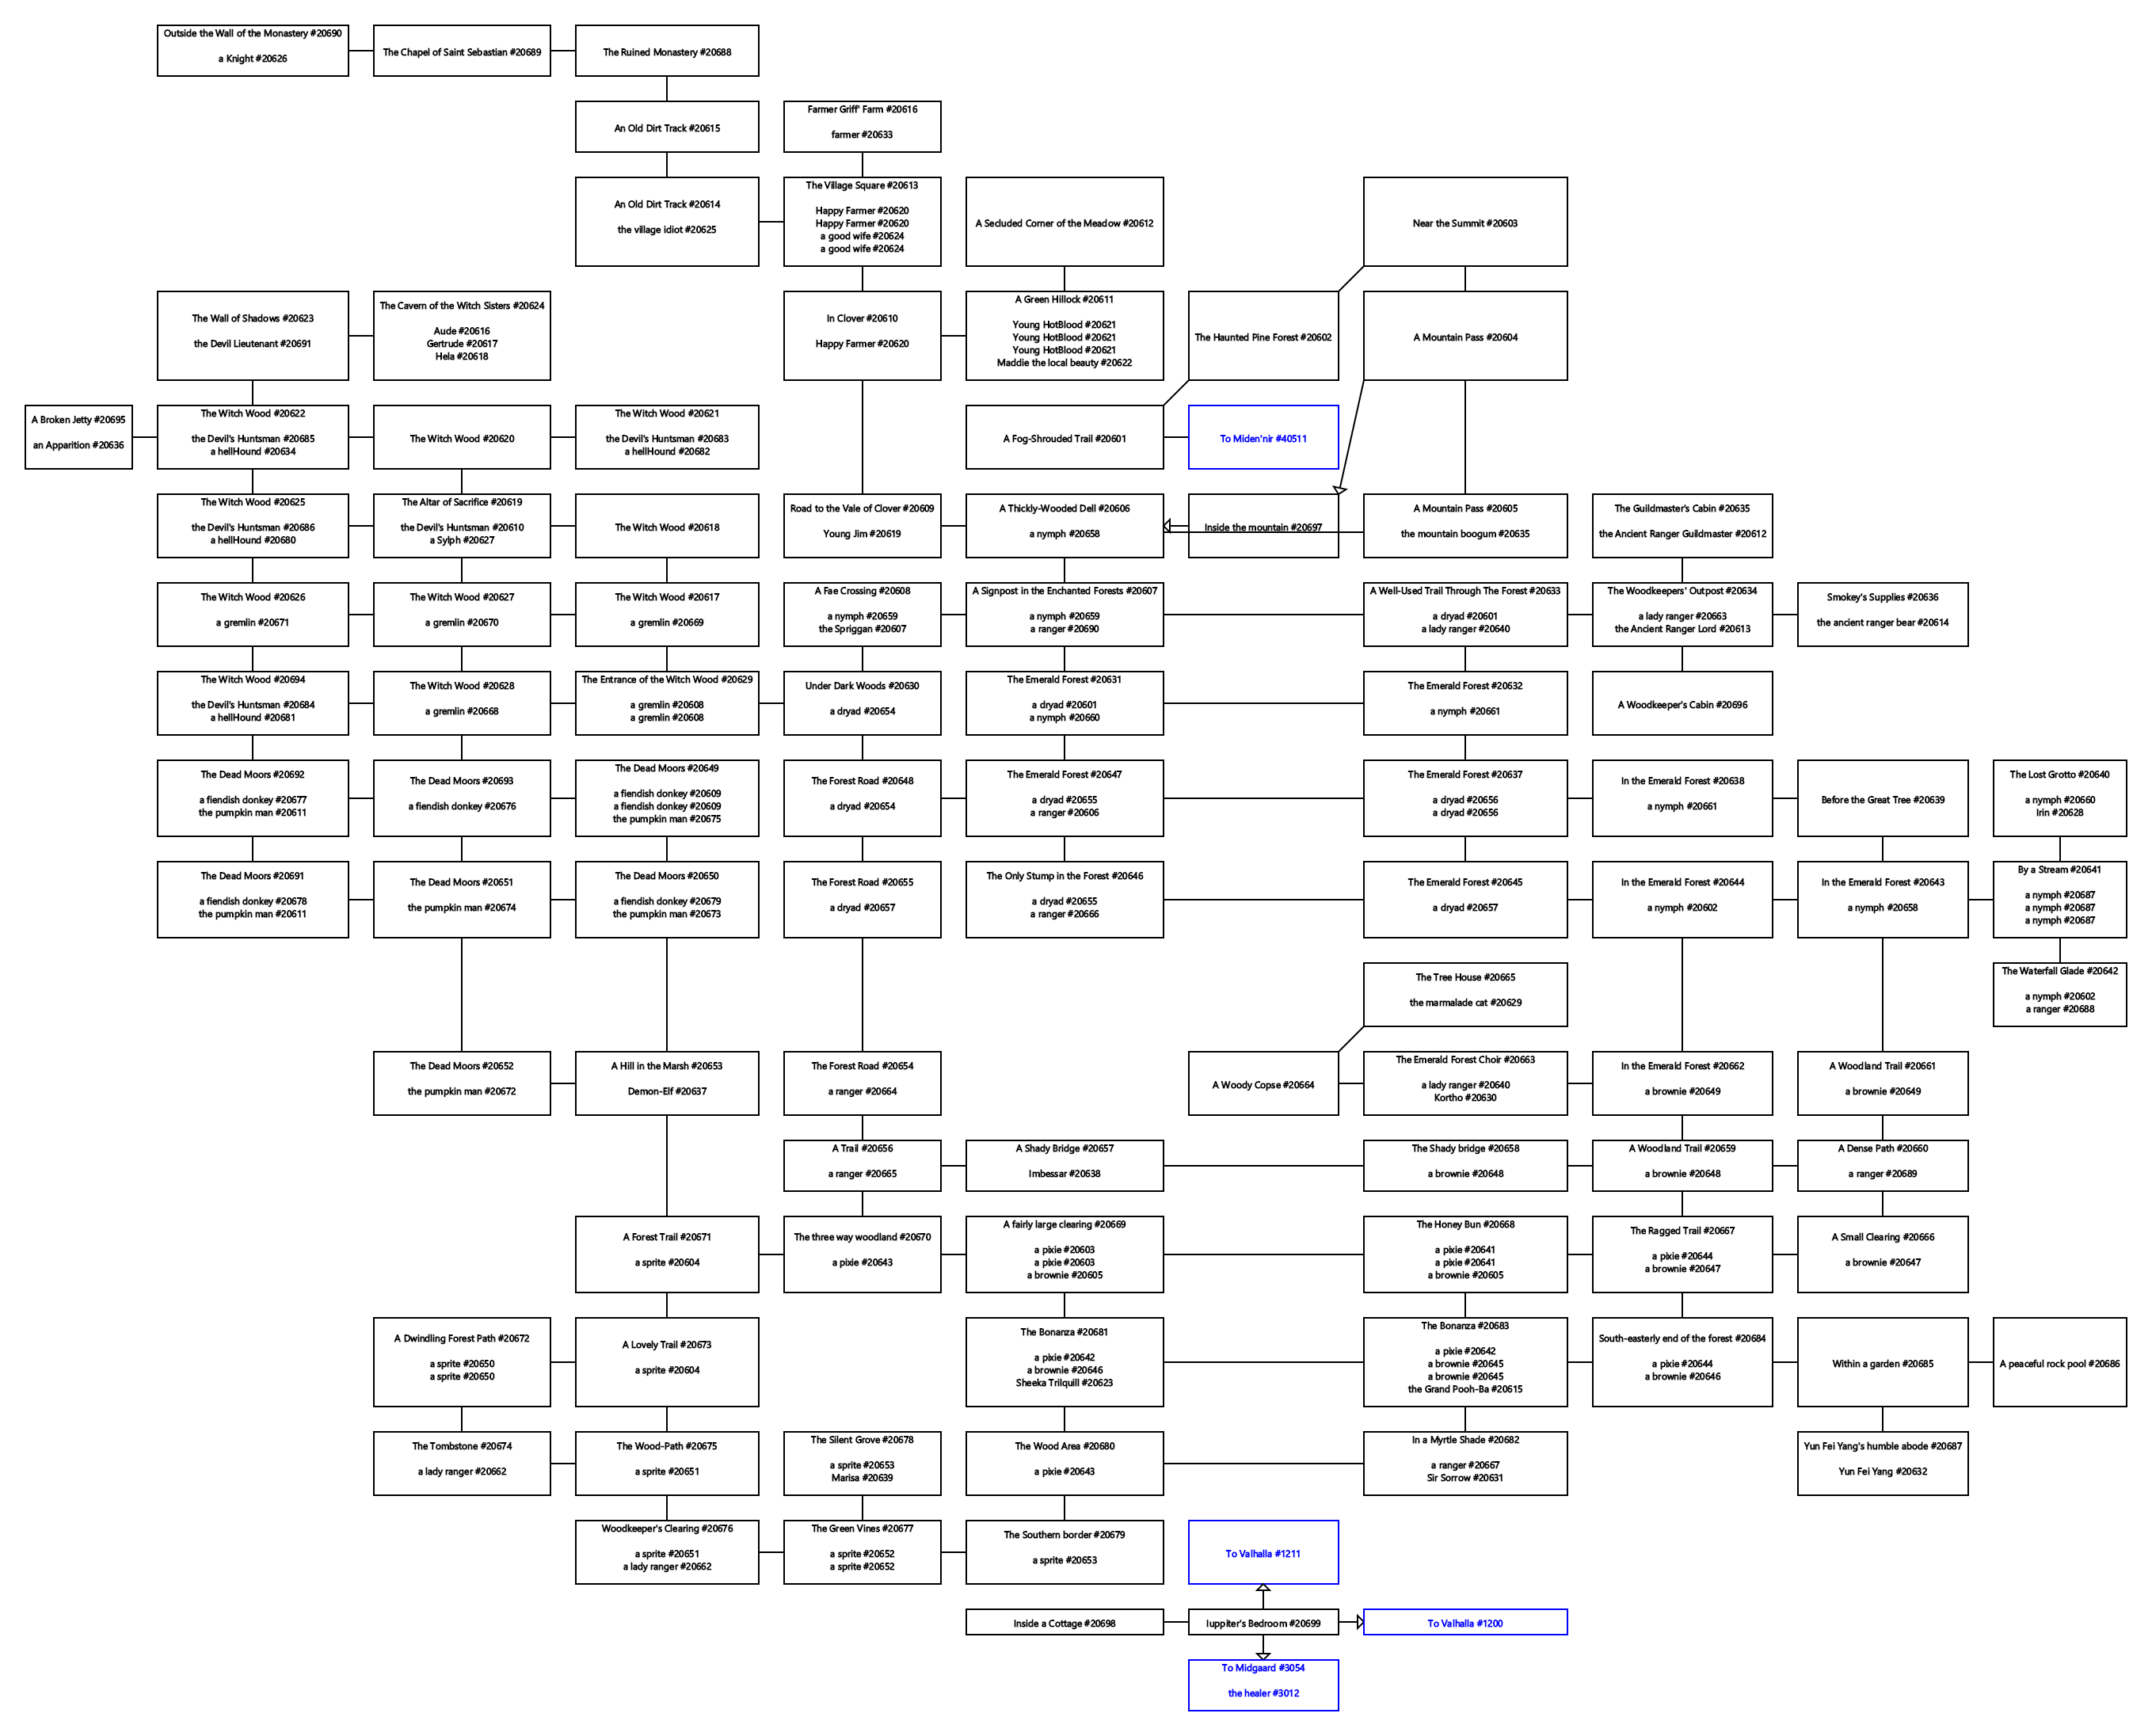 Outside the Wall of the Monastery #20690
a Knight #20626
The Chapel of Saint Sebastian #20689
The Ruined Monastery #20688
An Old Dirt Track #20615
Farmer Griff' Farm #20616
farmer #20633
An Old Dirt Track #20614
the village idiot #20625
The Village Square #20613
Happy Farmer #20620
Happy Farmer #20620
a good wife #20624
a good wife #20624
A Secluded Corner of the Meadow #20612
Near the Summit #20603
The Wall of Shadows #20623
the Devil Lieutenant #20691
The Cavern of the Witch Sisters #20624
Aude #20616
Gertrude #20617
Hela #20618
In Clover #20610
Happy Farmer #20620
A Green Hillock #20611
Young HotBlood #20621
Young HotBlood #20621
Young HotBlood #20621
Maddie the local beauty #20622
The Haunted Pine Forest #20602
A Mountain Pass #20604
A Broken Jetty #20695
an Apparition #20636
The Witch Wood #20622
the Devil's Huntsman #20685
a hellHound #20634
The Witch Wood #20620
The Witch Wood #20621
the Devil's Huntsman #20683
a hellHound #20682
A Fog-Shrouded Trail #20601
To Miden'nir #40511
The Witch Wood #20625
the Devil's Huntsman #20686
a hellHound #20680
The Altar of Sacrifice #20619
the Devil's Huntsman #20610
a Sylph #20627
The Witch Wood #20618
Road to the Vale of Clover #20609
Young Jim #20619
A Thickly-Wooded Dell #20606
a nymph #20658
Inside the mountain #20697
A Mountain Pass #20605
the mountain boogum #20635
The Guildmaster's Cabin #20635
the Ancient Ranger Guildmaster #20612
The Witch Wood #20626
a gremlin #20671
The Witch Wood #20627
a gremlin #20670
The Witch Wood #20617
a gremlin #20669
A Fae Crossing #20608
a nymph #20659
the Spriggan #20607
A Signpost in the Enchanted Forests #20607
a nymph #20659
a ranger #20690
A Well-Used Trail Through The Forest #20633
a dryad #20601
a lady ranger #20640
The Woodkeepers' Outpost #20634
a lady ranger #20663
the Ancient Ranger Lord #20613
Smokey's Supplies #20636
the ancient ranger bear #20614
The Witch Wood #20694
the Devil's Huntsman #20684
a hellHound #20681
The Witch Wood #20628
a gremlin #20668
The Entrance of the Witch Wood #20629
a gremlin #20608
a gremlin #20608
Under Dark Woods #20630
a dryad #20654
The Emerald Forest #20631
a dryad #20601
a nymph #20660
The Emerald Forest #20632
a nymph #20661
A Woodkeeper's Cabin #20696
The Dead Moors #20692
a fiendish donkey #20677
the pumpkin man #20611
The Dead Moors #20693
a fiendish donkey #20676
The Dead Moors #20649
a fiendish donkey #20609
a fiendish donkey #20609
the pumpkin man #20675
The Forest Road #20648
a dryad #20654
The Emerald Forest #20647
a dryad #20655
a ranger #20606
The Emerald Forest #20637
a dryad #20656
a dryad #20656
In the Emerald Forest #20638
a nymph #20661
Before the Great Tree #20639
The Lost Grotto #20640
a nymph #20660
Irin #20628
The Dead Moors #20691
a fiendish donkey #20678
the pumpkin man #20611
The Dead Moors #20651
the pumpkin man #20674
The Dead Moors #20650
a fiendish donkey #20679
the pumpkin man #20673
The Forest Road #20655
a dryad #20657
The Only Stump in the Forest #20646
a dryad #20655
a ranger #20666
The Emerald Forest #20645
a dryad #20657
In the Emerald Forest #20644
a nymph #20602
In the Emerald Forest #20643
a nymph #20658
By a Stream #20641
a nymph #20687
a nymph #20687
a nymph #20687
The Tree House #20665
the marmalade cat #20629
The Waterfall Glade #20642
a nymph #20602
a ranger #20688
The Dead Moors #20652
the pumpkin man #20672
A Hill in the Marsh #20653
Demon-Elf #20637
The Forest Road #20654
a ranger #20664
A Woody Copse #20664
The Emerald Forest Choir #20663
a lady ranger #20640
Kortho #20630
In the Emerald Forest #20662
a brownie #20649
A Woodland Trail #20661
a brownie #20649
A Trail #20656
a ranger #20665
A Shady Bridge #20657
Imbessar #20638
The Shady bridge #20658
a brownie #20648
A Woodland Trail #20659
a brownie #20648
A Dense Path #20660
a ranger #20689
A Forest Trail #20671
a sprite #20604
The three way woodland #20670
a pixie #20643
A fairly large clearing #20669
a pixie #20603
a pixie #20603
a brownie #20605
The Honey Bun #20668
a pixie #20641
a pixie #20641
a brownie #20605
The Ragged Trail #20667
a pixie #20644
a brownie #20647
A Small Clearing #20666
a brownie #20647
A Dwindling Forest Path #20672
a sprite #20650
a sprite #20650
A Lovely Trail #20673
a sprite #20604
The Bonanza #20681
a pixie #20642
a brownie #20646
Sheeka Trilquill #20623
The Bonanza #20683
a pixie #20642
a brownie #20645
a brownie #20645
the Grand Pooh-Ba #20615
South-easterly end of the forest #20684
a pixie #20644
a brownie #20646
Within a garden #20685
A peaceful rock pool #20686
The Tombstone #20674
a lady ranger #20662
The Wood-Path #20675
a sprite #20651
The Silent Grove #20678
a sprite #20653
Marisa #20639
The Wood Area #20680
a pixie #20643
In a Myrtle Shade #20682
a ranger #20667
Sir Sorrow #20631
Yun Fei Yang's humble abode #20687
Yun Fei Yang #20632
Woodkeeper's Clearing #20676
a sprite #20651
a lady ranger #20662
The Green Vines #20677
a sprite #20652
a sprite #20652
The Southern border #20679
a sprite #20653
To Valhalla #1211
Inside a Cottage #20698
Iuppiter's Bedroom #20699
To Valhalla #1200
To Midgaard #3054
the healer #3012